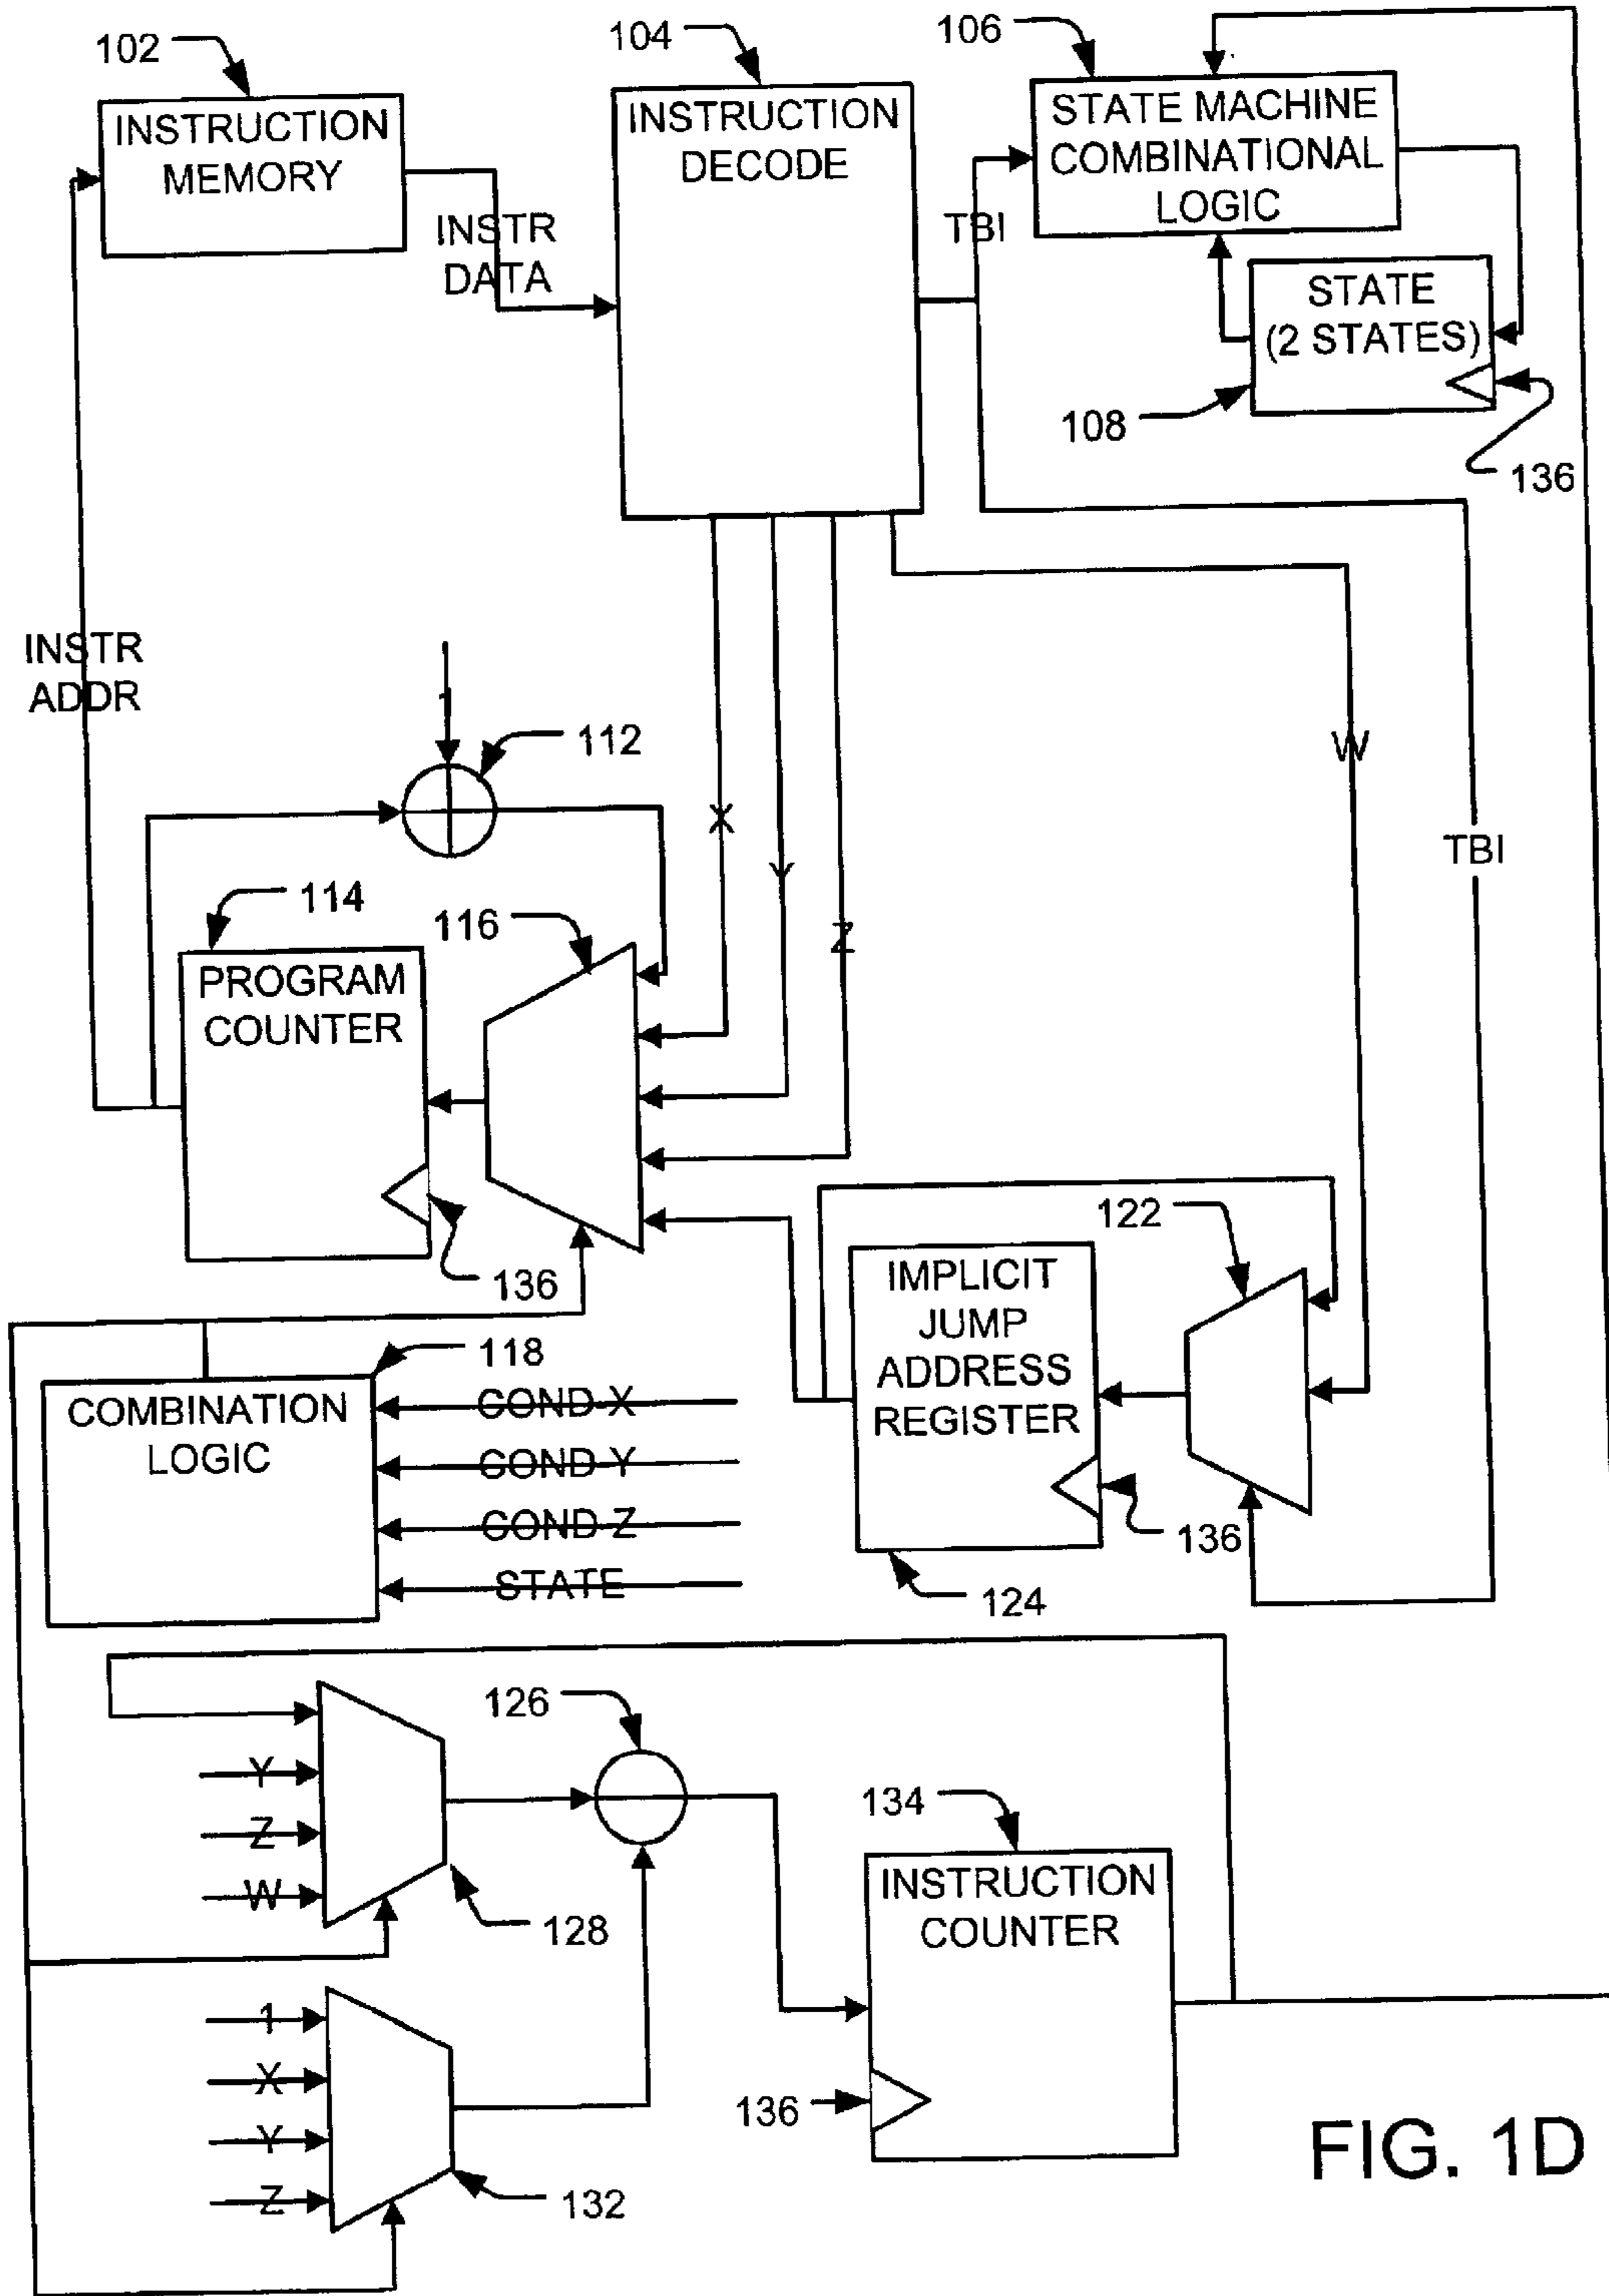 102
104
106
INSTRUCTION
MEMORY
INSTRUCTION
DECODE
STATE MACHINE
COMBINATIONAL
LOGIC
INSTR
DATA
TBI
STATE
(2 STATES)
108
136
INSTR
ADDR
1
112
W
X
TBI
Y
114
116
Z
PROGRAM
COUNTER
122
136
IMPLICIT
JUMP
ADDRESS
REGISTER
118
COMBINATION
LOGIC
COND X
COND Y
COND Z
STATE
136
124
126
Y
Z
W
128
134
INSTRUCTION
COUNTER
1
X
Y
Z
132
136
FIG. 1D